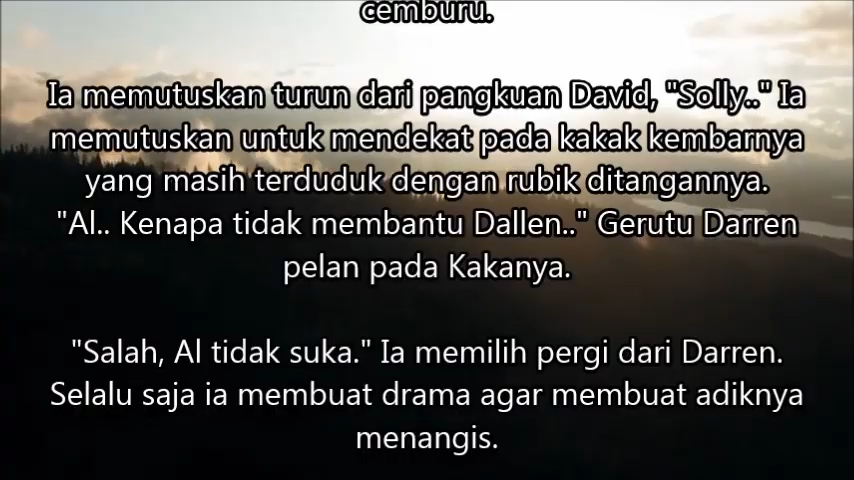 cemburu.
Ia memutuskan turun dari pangkuan David, "Solly.." Ia
memutuskan untuk mendekat pada kakak kembarnya
yang masih terduduk dengan rubik ditangannya.
"Al.. Kenapa tidak membantu Dallen.." Gerutu Darren
pelan pada Kakanya.
"Salah, Al tidak suka." Ia memilih pergi dari Darren.
Selalu saja ia membuat drama agar membuat adiknya
menangis.